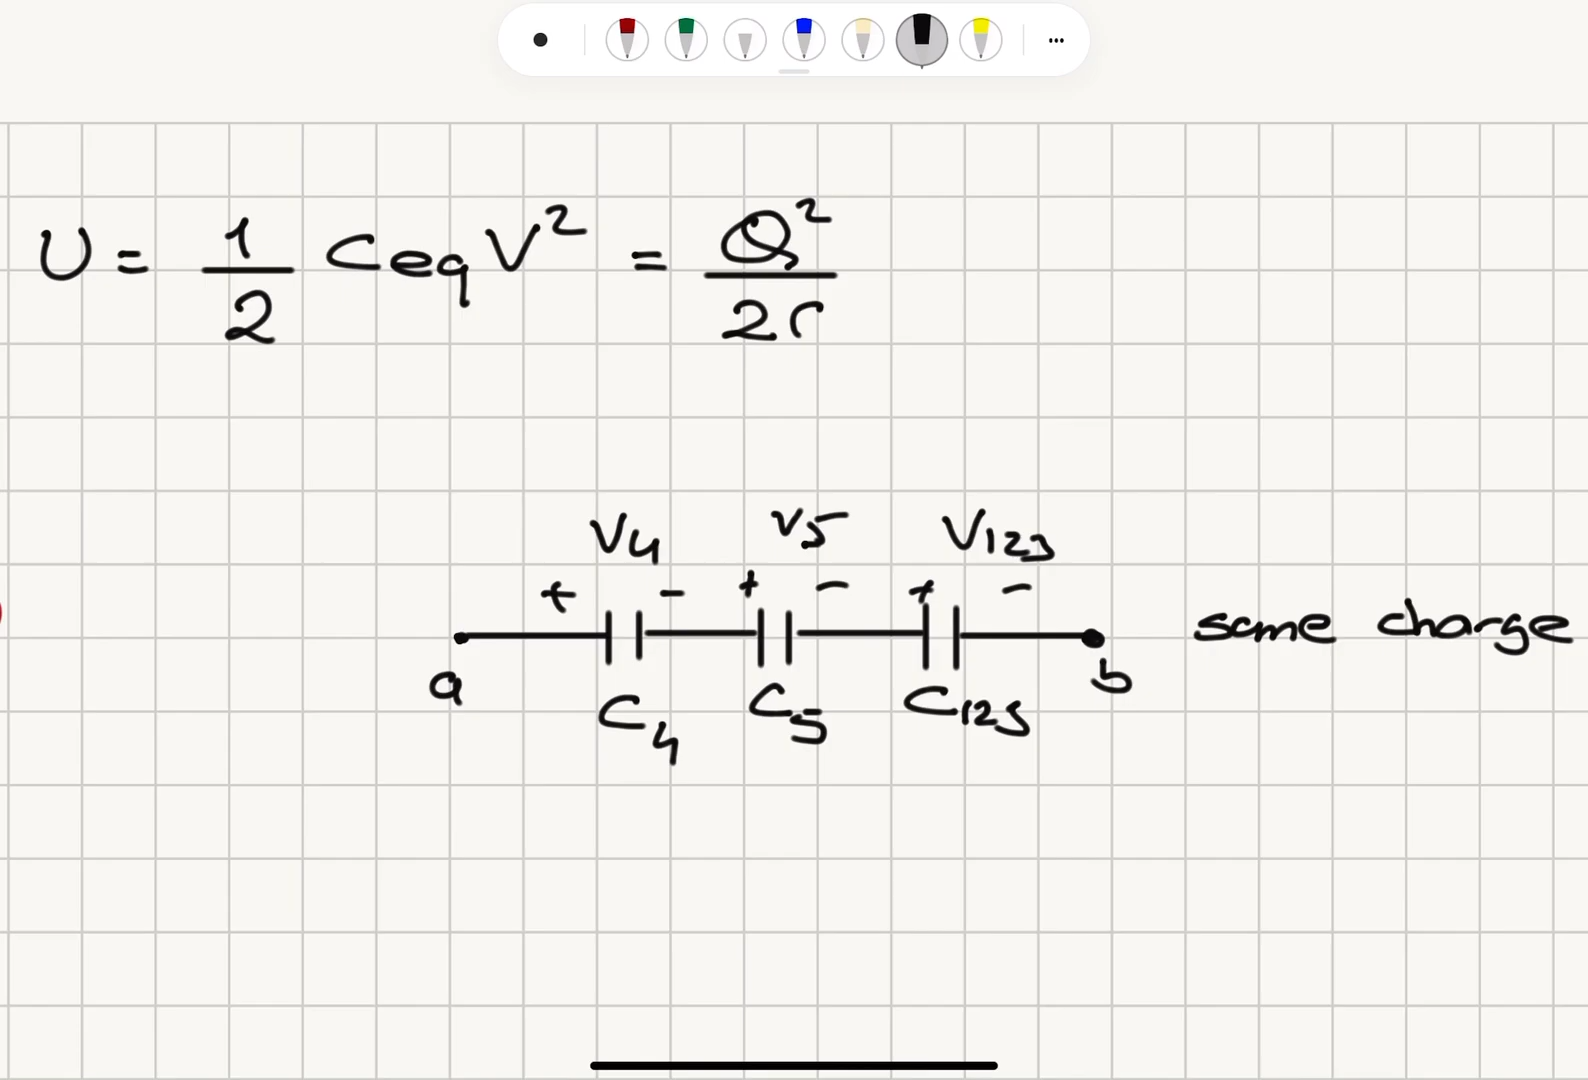 U = 1/2 Ceq V² = Q²/2C
V4 V5 V123
+ - + - + -
same charge
a b
C4 C5 C123